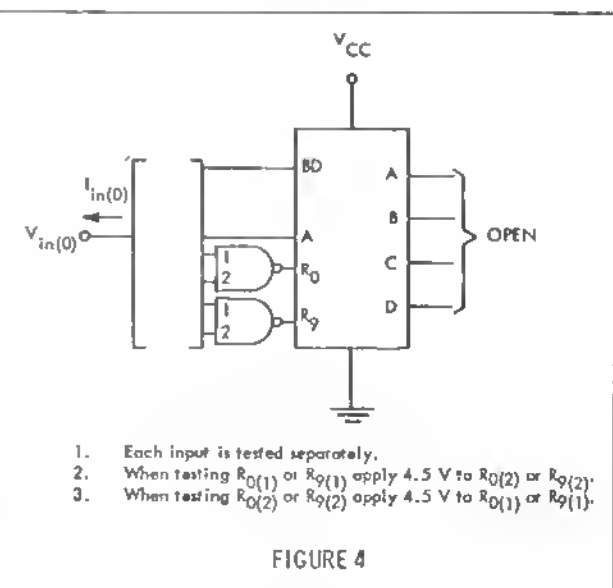 VCC
BD
Iin(0)
A
Vin(0)
B
OPEN
A
1
2
R0
C
1
2
R9
D
1. Each input is tested separately.
2. When testing R0(1) or R9(1) apply 4.5 V to R0(2) or R9(2).
3. When testing R0(2) or R9(2) apply 4.5 V to R0(1) or R9(1).
FIGURE 4